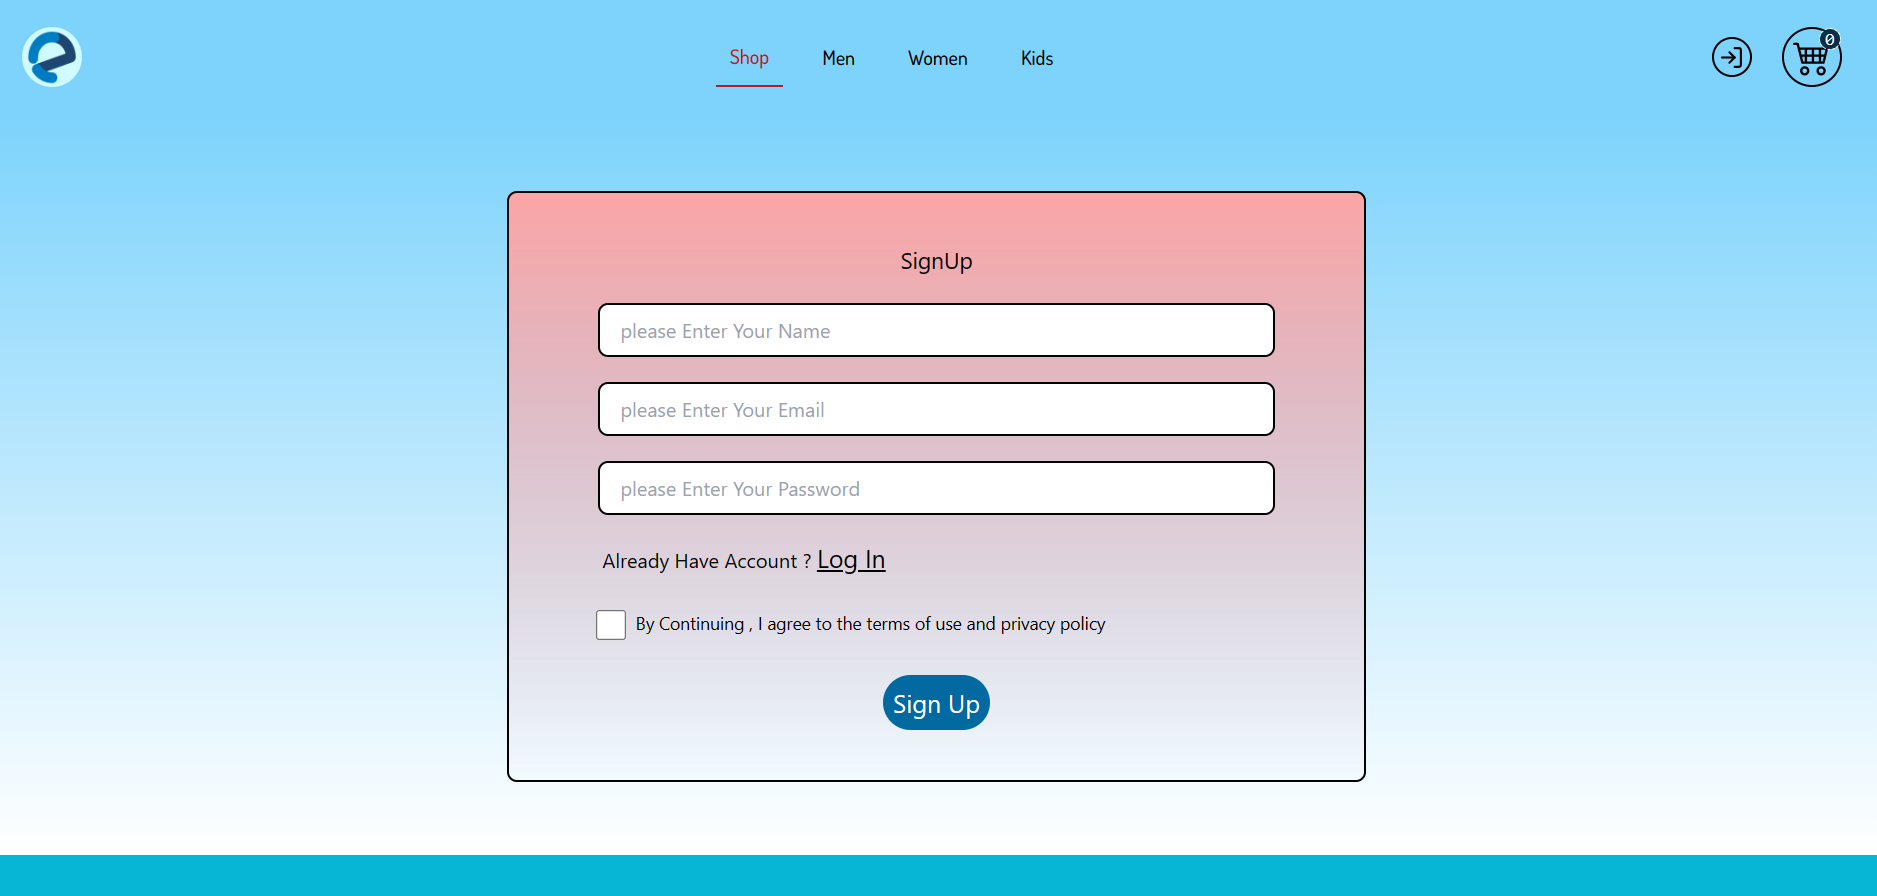 Shop Men Women Kids
0
SignUp
please Enter Your Name
please Enter Your Email
please Enter Your Password
Already Have Account ? Log In
By Continuing , I agree to the terms of use and privacy policy
Sign Up